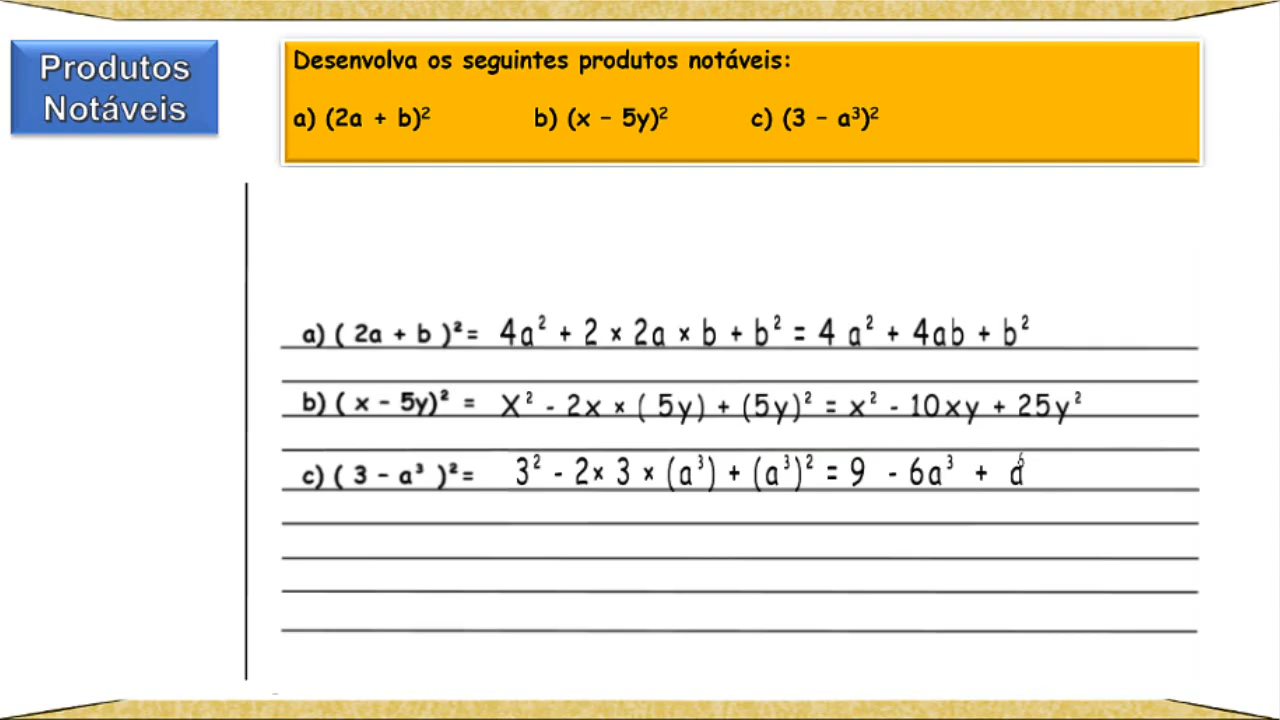 Produtos
Notáveis
Desenvolva os seguintes produtos notáveis:
a) (2a + b)² b) (x – 5y)² c) (3 – a³)²
a) ( 2a + b )² = 4a² + 2 × 2a × b + b² = 4 a² + 4ab + b²
b) ( x – 5y)² = X² - 2x × ( 5y) + (5y)² = x² - 10xy + 25y²
c) ( 3 – a³ )² = 3² - 2× 3 × (a³) + (a³)² = 9 - 6a³ + a⁶